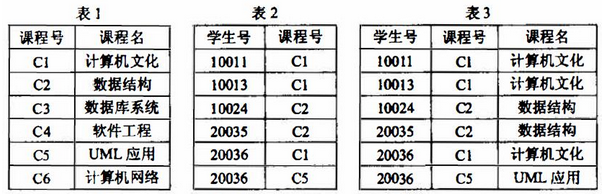 表1
课程号 课程名
C1 计算机文化
C2 数据结构
C3 数据库系统
C4 软件工程
C5 UML 应用
C6 计算机网络
表2
学生号 课程号
10011 C1
10013 C1
10024 C2
20035 C2
20036 C1
20036 C5
表3
学生号 课程号 课程名
10011 C1 计算机文化
10013 C1 计算机文化
10024 C2 数据结构
20035 C2 数据结构
20036 C1 计算机文化
20036 C5 UML 应用